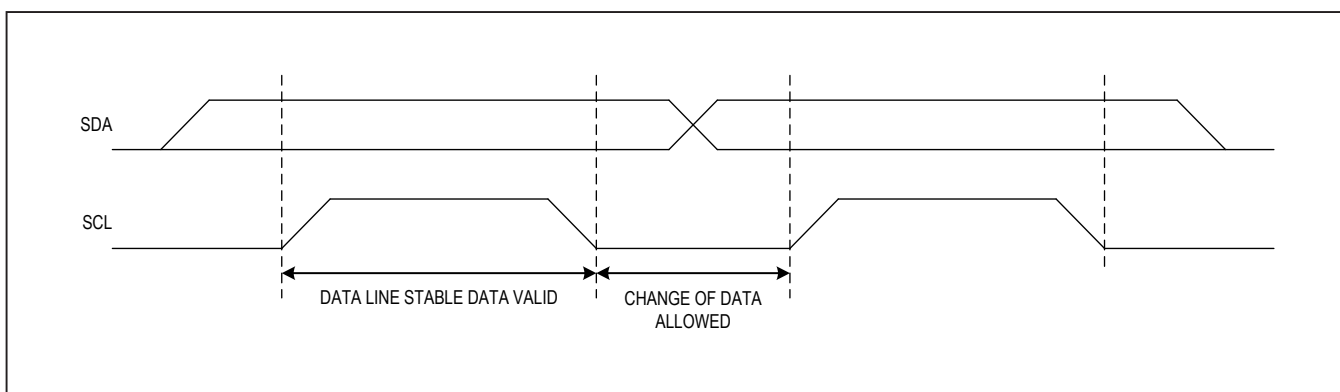 SDA
SCL
DATA LINE STABLE DATA VALID
CHANGE OF DATA
ALLOWED